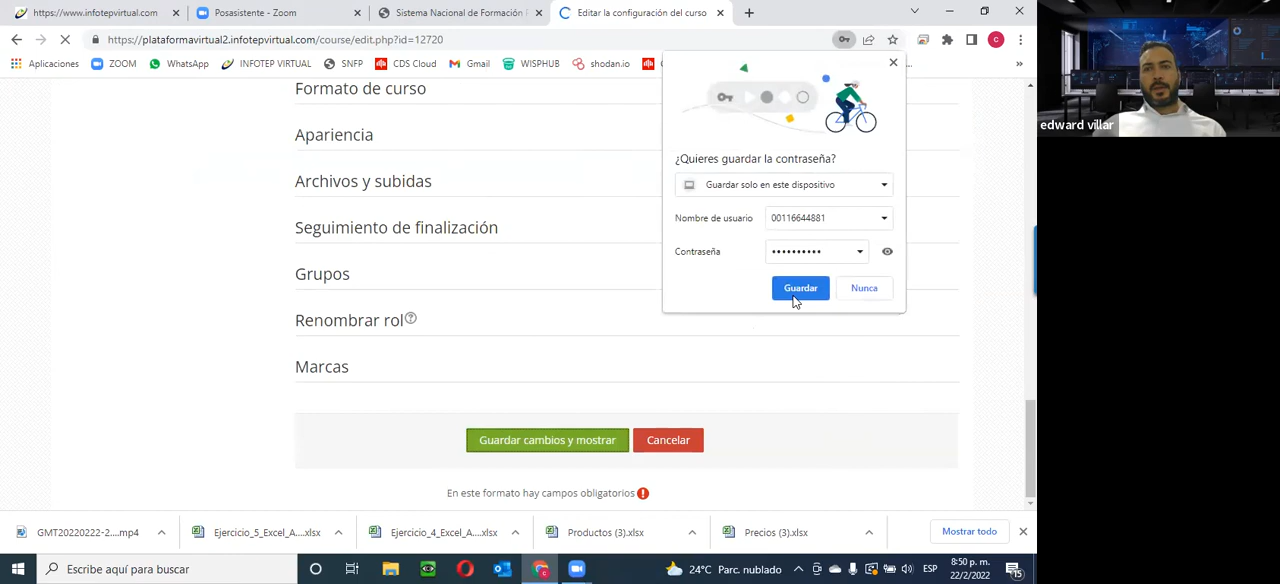 https://www.infotepvirtual.com
Posasistente - Zoom
Sistema Nacional de Formación
Editar la configuración del curso
https://plataformavirtual2.infotepvirtual.com/course/edit.php?id=12720
Aplicaciones
ZOOM
WhatsApp
INFOTEP VIRTUAL
SNFP
CDS Cloud
Gmail
WISPHUB
shodan.io
edward villar
Formato de curso
Apariencia
Archivos y subidas
Seguimiento de finalización
Grupos
Renombrar rol
Marcas
¿Quieres guardar la contraseña?
Guardar solo en este dispositivo
Nombre de usuario
00116644881
Contraseña
••••••••••
Guardar
Nunca
Guardar cambios y mostrar
Cancelar
En este formato hay campos obligatorios
GMT20220222-2....mp4
Ejercicio_5_Excel_A....xlsx
Ejercicio_4_Excel_A....xlsx
Productos (3).xlsx
Precios (3).xlsx
Mostrar todo
Escribe aquí para buscar
24°C Parc. nublado
ESP
8:50 p. m.
22/2/2022
15